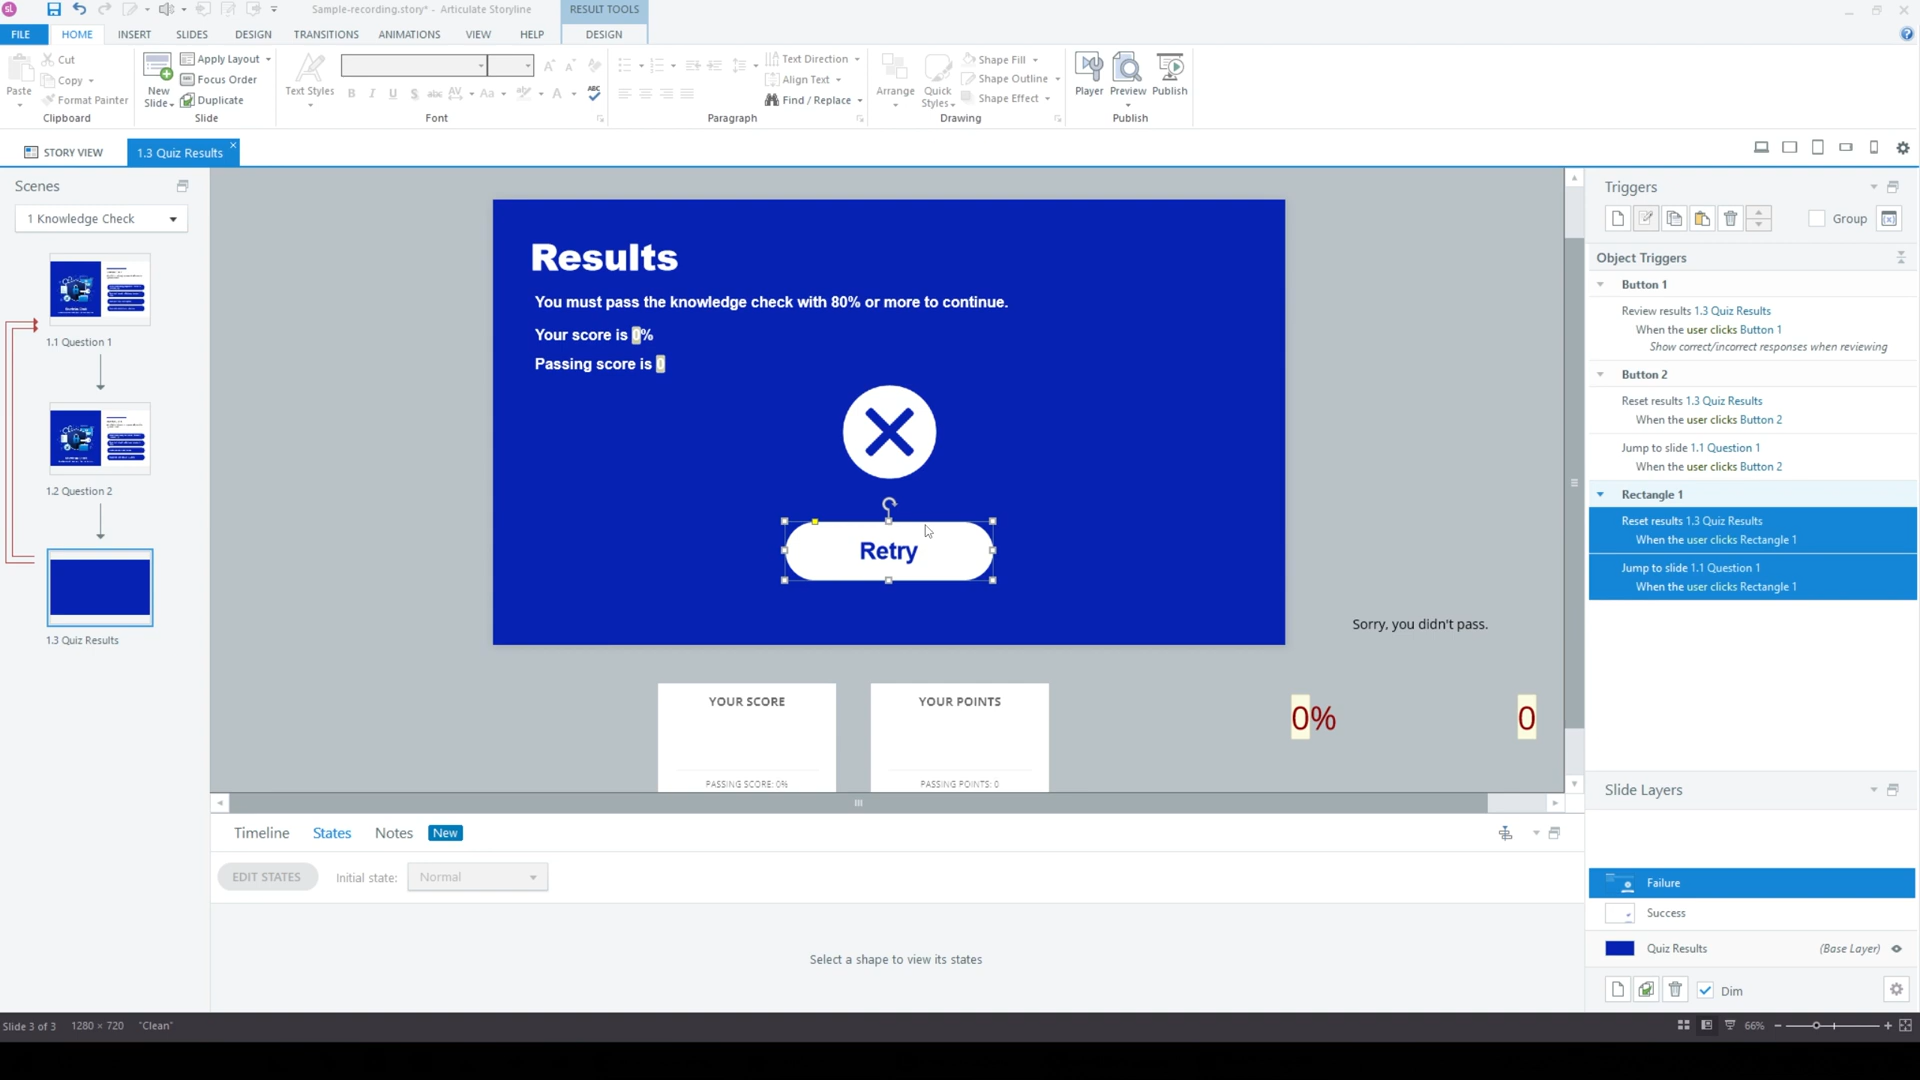 sl
Sample-recording.story* - Articulate Storyline
RESULT TOOLS
FILE
HOME
INSERT
SLIDES
DESIGN
TRANSITIONS
ANIMATIONS
VIEW
HELP
DESIGN
Paste
Cut
Copy
Format Painter
Clipboard
New
Slide
Apply Layout
Focus Order
Duplicate
Slide
Text Styles
B I U S abc AV Aa A
ABC
Font
Text Direction
Align Text
Find / Replace
Paragraph
Arrange
Quick
Styles
Shape Fill
Shape Outline
Shape Effect
Drawing
Player
Preview
Publish
Publish
STORY VIEW
1.3 Quiz Results
Scenes
1 Knowledge Check
1.1 Question 1
1.2 Question 2
1.3 Quiz Results
Results
You must pass the knowledge check with 80% or more to continue.
Your score is 0%
Passing score is 0
Retry
Sorry, you didn't pass.
YOUR SCORE
PASSING SCORE: 0%
YOUR POINTS
PASSING POINTS: 0
0%
0
Timeline
States
Notes
New
EDIT STATES
Initial state:
Normal
Select a shape to view its states
Triggers
Group
Object Triggers
Button 1
Review results 1.3 Quiz Results
When the user clicks Button 1
Show correct/incorrect responses when reviewing
Button 2
Reset results 1.3 Quiz Results
When the user clicks Button 2
Jump to slide 1.1 Question 1
When the user clicks Button 2
Rectangle 1
Reset results 1.3 Quiz Results
When the user clicks Rectangle 1
Jump to slide 1.1 Question 1
When the user clicks Rectangle 1
Slide Layers
Failure
Success
Quiz Results
(Base Layer)
Dim
Slide 3 of 3
1280 × 720
"Clean"
66%